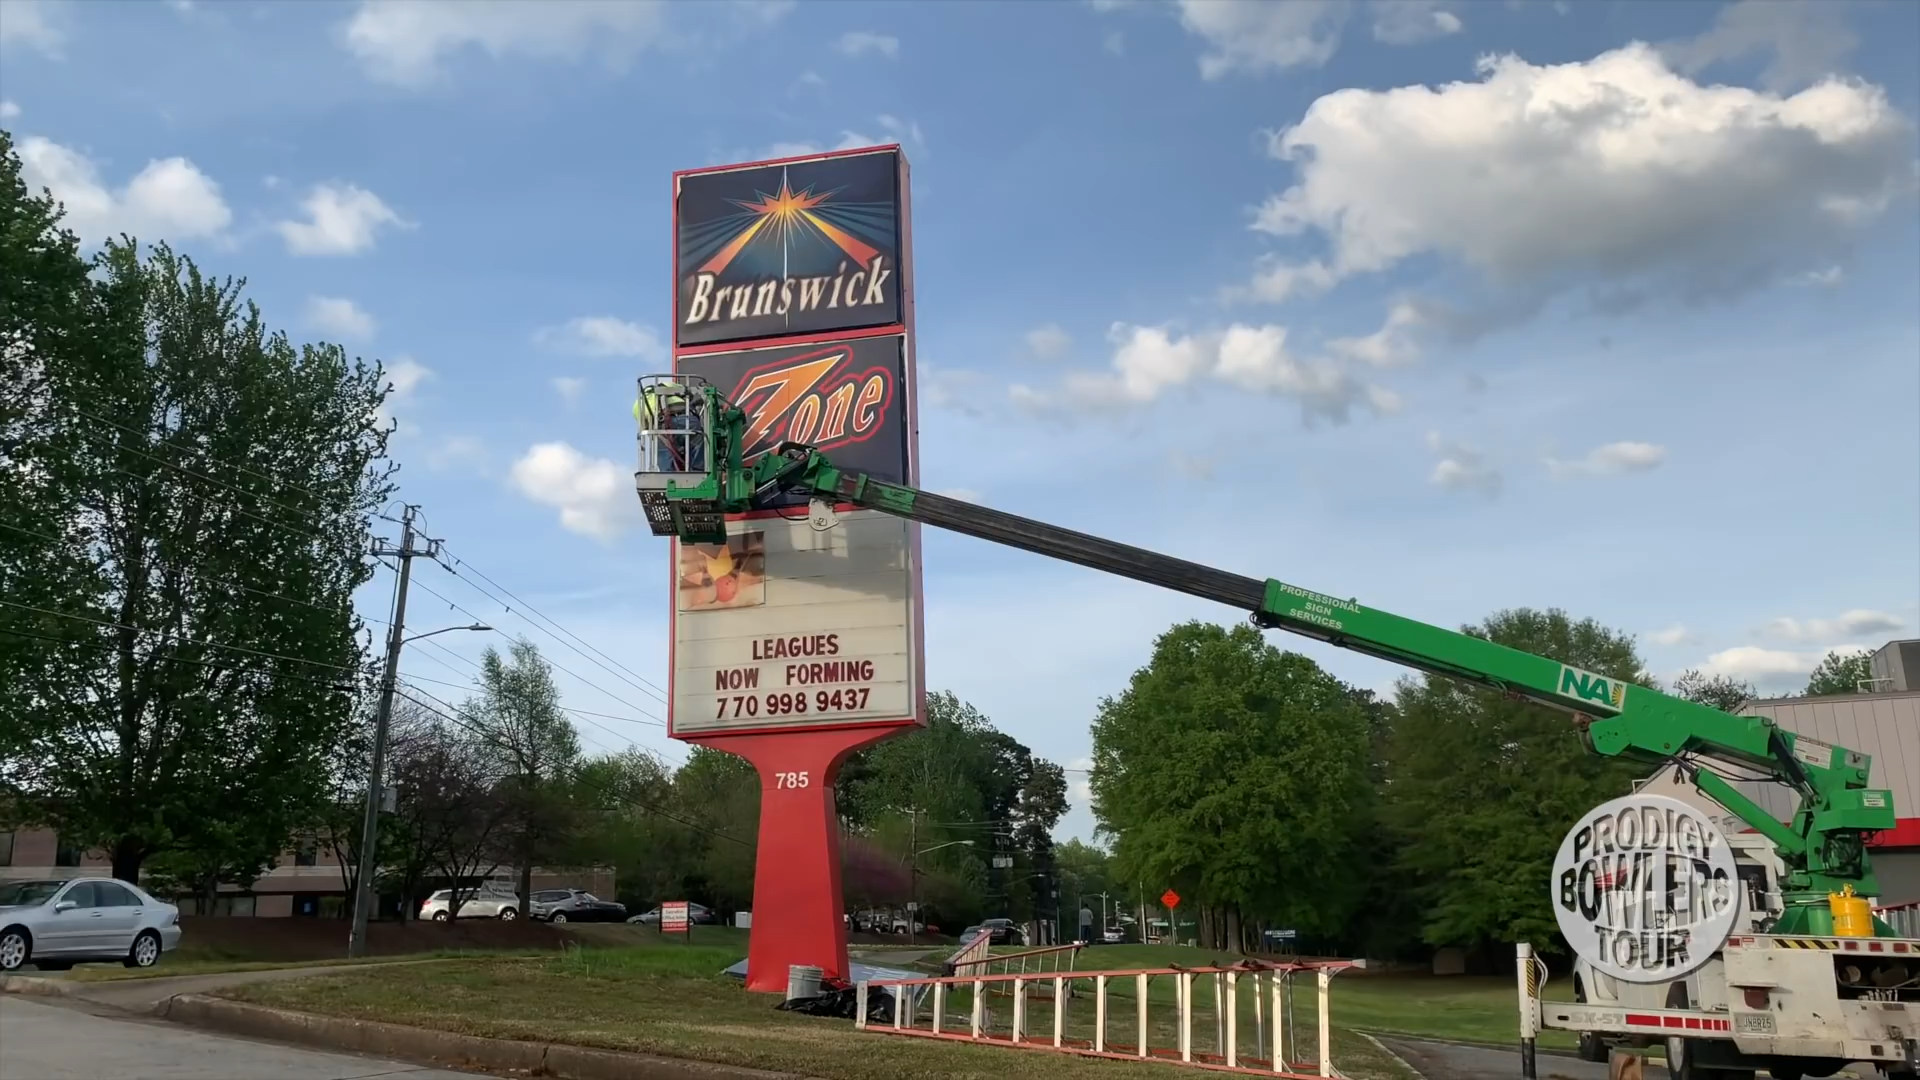 Brunswick
Zone
LEAGUES
NOW FORMING
770 998 9437
785
PROFESSIONAL
SIGN
SERVICES
NA
PRODIGY
BOWLERS
TOUR